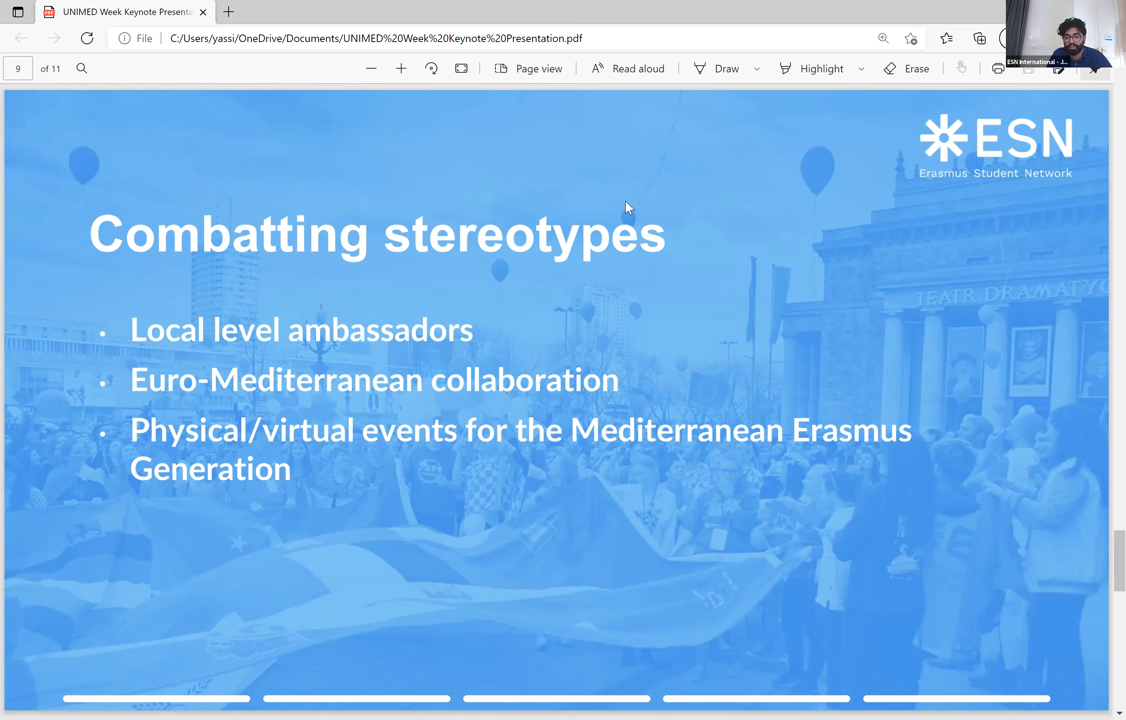 UNIMED Week Keynote Presenta
File
C:/Users/yassi/OneDrive/Documents/UNIMED%20Week%20Keynote%20Presentation.pdf
ESN International - J...
9 of 11
Page view
Read aloud
Draw
Highlight
Erase
ESN
Erasmus Student Network
TEATR DRAMATYC
Combatting stereotypes
• Local level ambassadors
• Euro-Mediterranean collaboration
• Physical/virtual events for the Mediterranean Erasmus
Generation